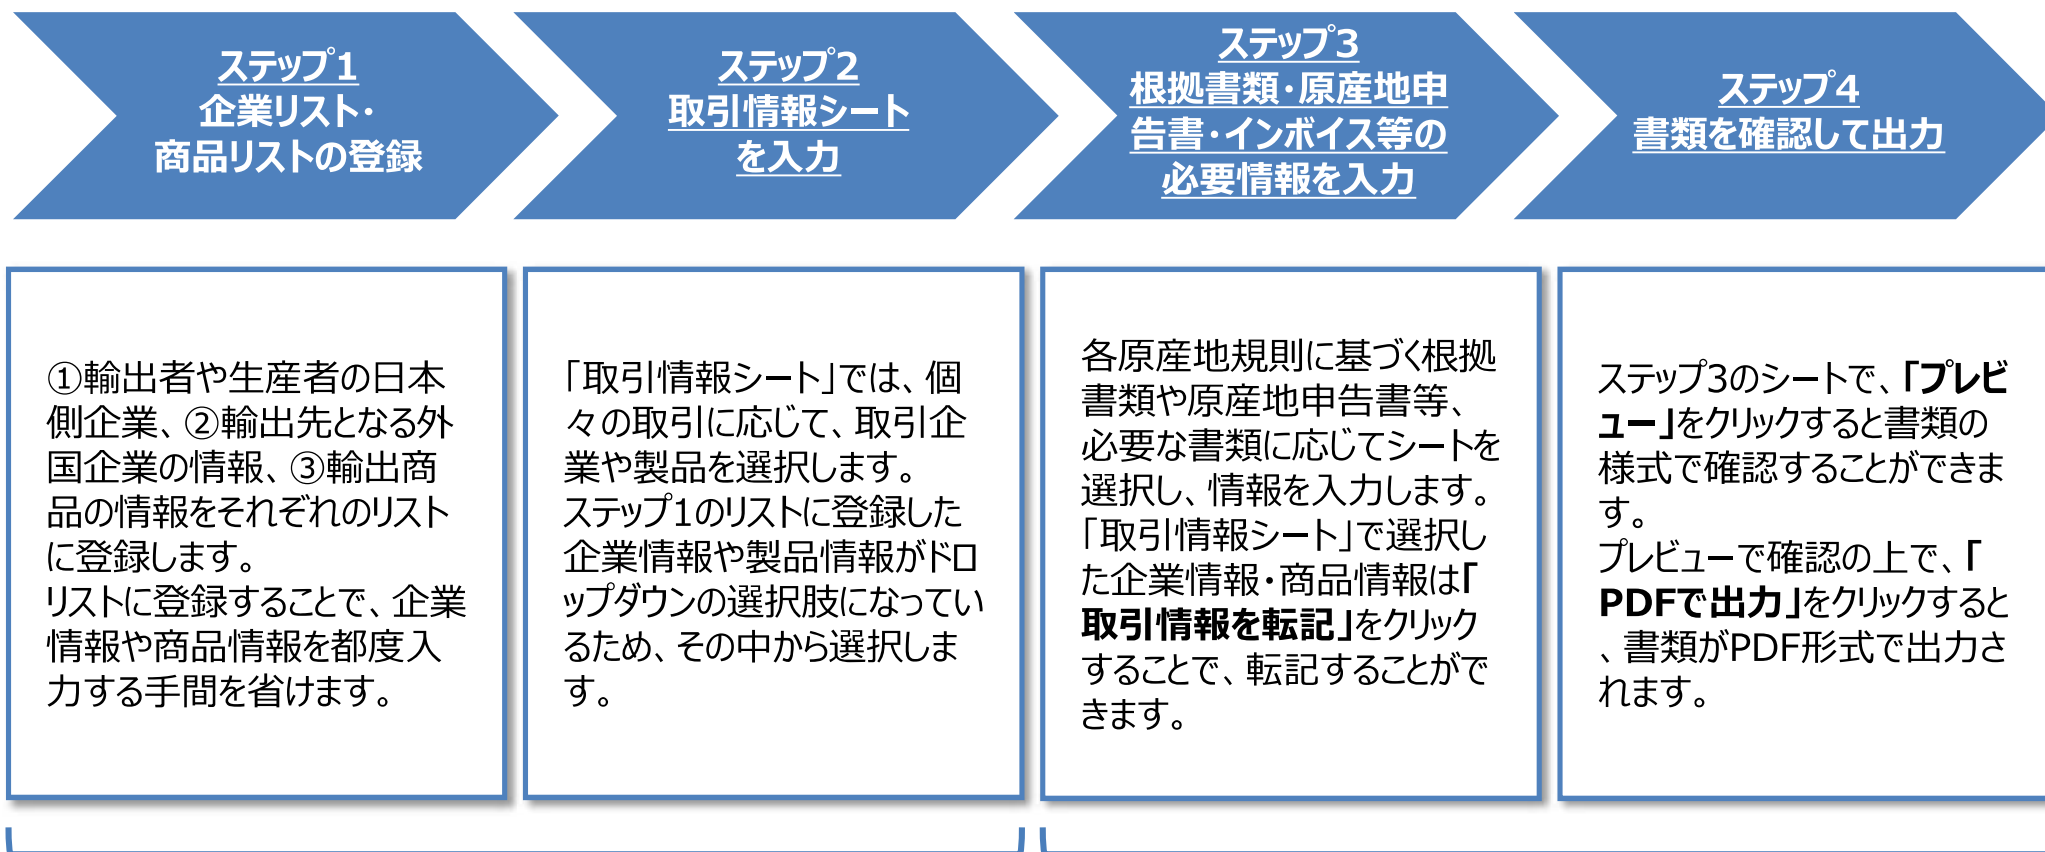 ステップ1
企業リスト・
商品リストの登録
ステップ2
取引情報シート
を入力
ステップ3
根拠書類・原産地申
告書・インボイス等の
必要情報を入力
ステップ4
書類を確認して出力
①輸出者や生産者の日本
側企業、②輸出先となる外
国企業の情報、③輸出商
品の情報をそれぞれのリスト
に登録します。
リストに登録することで、企業
情報や商品情報を都度入
力する手間を省けます。
「取引情報シート」では、個
々の取引に応じて、取引企
業や製品を選択します。
ステップ1のリストに登録した
企業情報や製品情報がドロ
ップダウンの選択肢になってい
るため、その中から選択しま
す。
各原産地規則に基づく根拠
書類や原産地申告書等、
必要な書類に応じてシートを
選択し、情報を入力します。
「取引情報シート」で選択し
た企業情報・商品情報は「
取引情報を転記」をクリック
することで、転記することがで
きます。
ステップ3のシートで、「プレビ
ュー」をクリックすると書類の
様式で確認することができま
す。
プレビューで確認の上で、「
PDFで出力」をクリックすると
、書類がPDF形式で出力さ
れます。